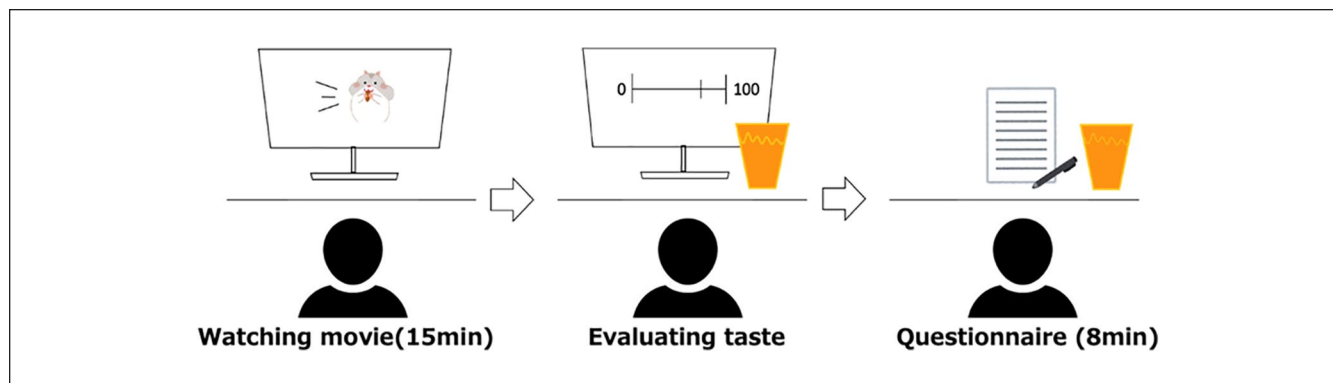 0 100
Watching movie(15min)
Evaluating taste
Questionnaire (8min)